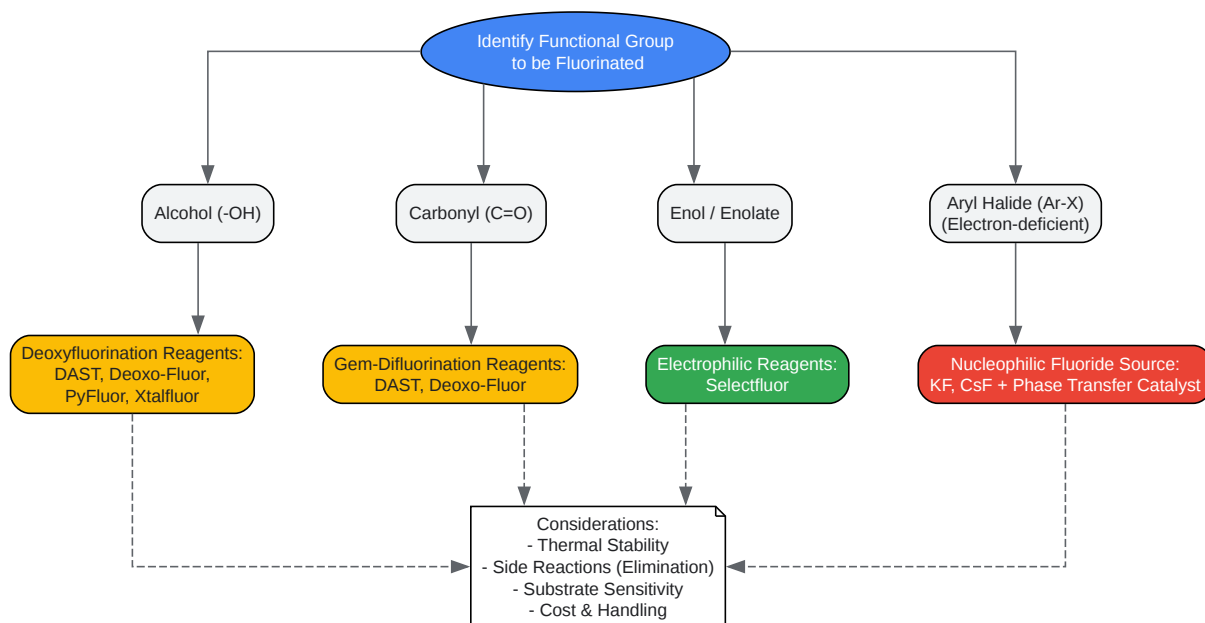 Identify Functional Group
to be Fluorinated
Alcohol (-OH)
Carbonyl (C=O)
Enol / Enolate
Aryl Halide (Ar-X)
(Electron-deficient)
Deoxyfluorination Reagents:
DAST, Deoxo-Fluor,
PyFluor, Xtalfluor
Gem-Difluorination Reagents:
DAST, Deoxo-Fluor
Electrophilic Reagents:
Selectfluor
Nucleophilic Fluoride Source:
KF, CsF + Phase Transfer Catalyst
Considerations:
- Thermal Stability
- Side Reactions (Elimination)
- Substrate Sensitivity
- Cost & Handling